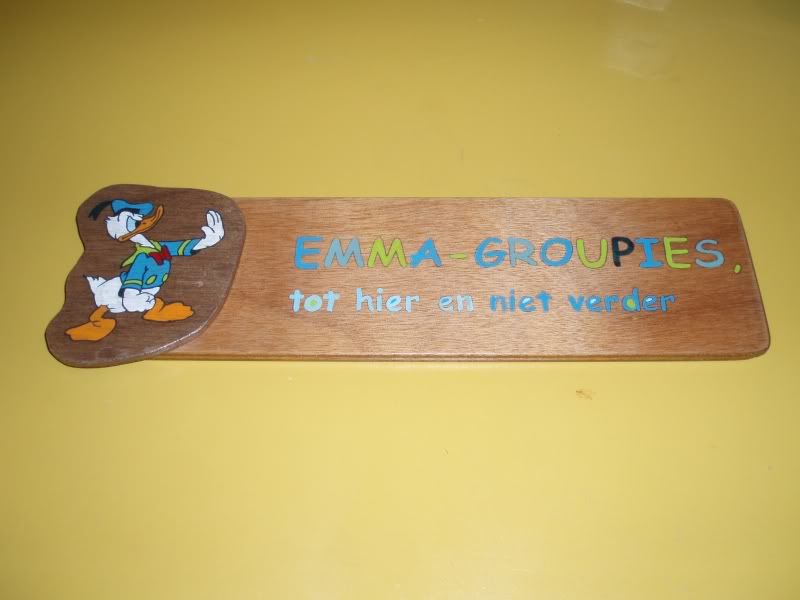 EMMA-GROUPIES,
tot hier en niet verder